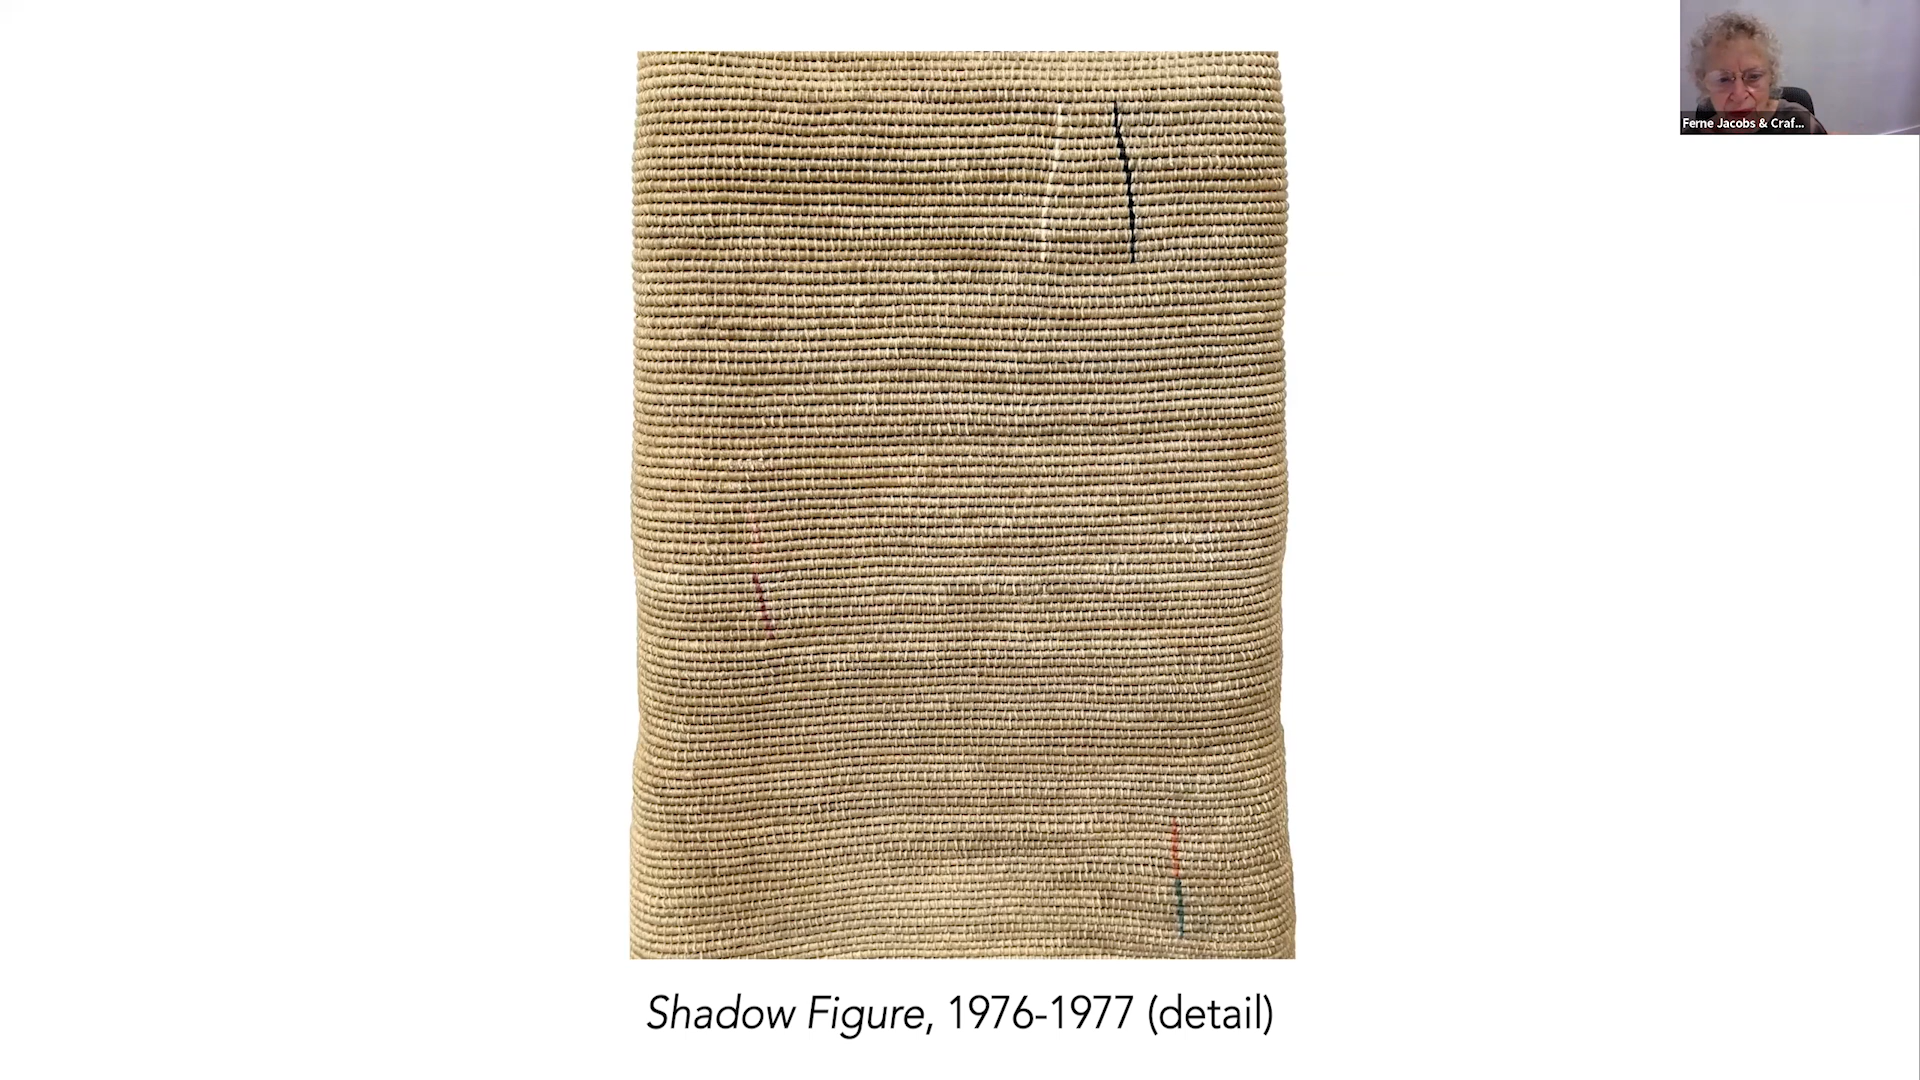 Ferne Jacobs & Craf...
Shadow Figure, 1976-1977 (detail)